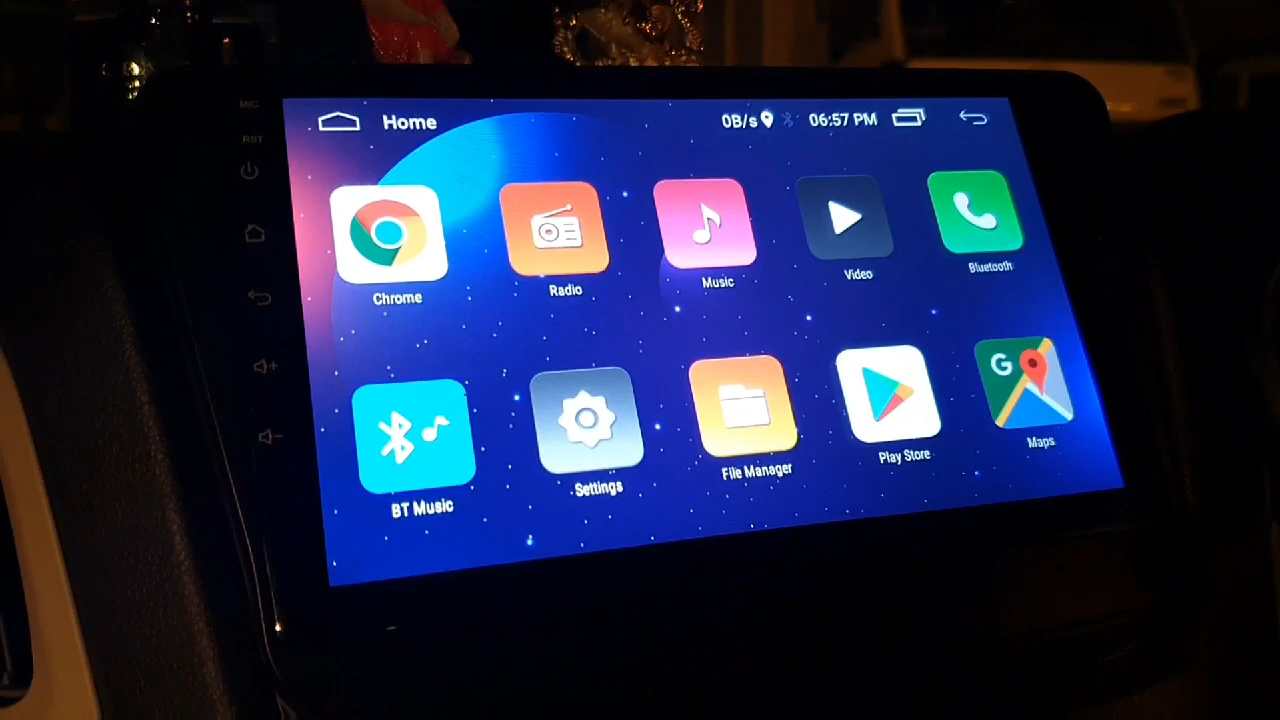 MIC
Home
0B/s
06:57 PM
RST
Chrome
Radio
Music
Video
Bluetooth
G
BT Music
Settings
File Manager
Play Store
Maps